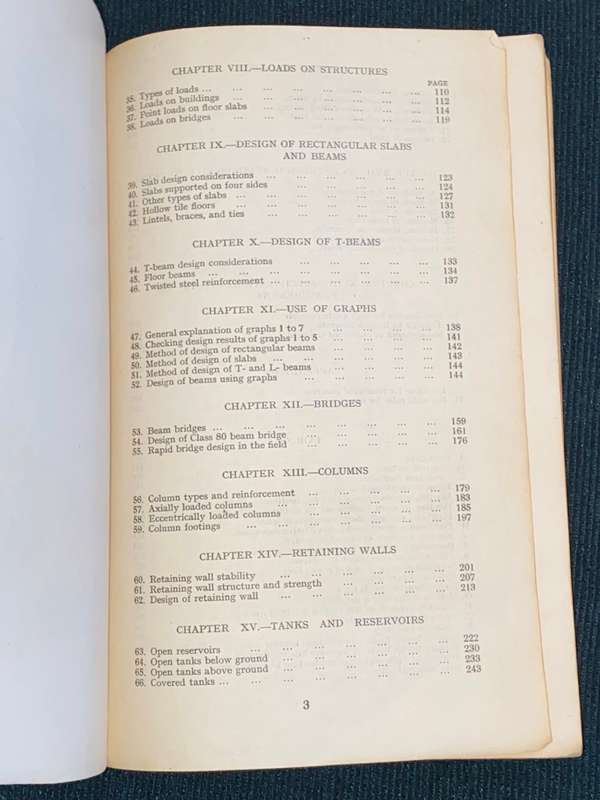 CHAPTER VIII.—LOADS ON STRUCTURES
PAGE
35. Types of loads ... ... ... ... ... ... ... ... 110
36. Loads on buildings ... ... ... ... ... ... ... 112
37. Point loads on floor slabs ... ... ... ... ... ... 114
38. Loads on bridges ... ... ... ... ... ... ... 119
CHAPTER IX.—DESIGN OF RECTANGULAR SLABS
AND BEAMS
39. Slab design considerations ... ... ... ... ... ... 123
40. Slabs supported on four sides ... ... ... ... ... 124
41. Other types of slabs ... ... ... ... ... ... ... 127
42. Hollow tile floors ... ... ... ... ... ... ... 131
43. Lintels, braces, and ties ... ... ... ... ... ... 132
CHAPTER X.—DESIGN OF T-BEAMS
44. T-beam design considerations ... ... ... ... ... 133
45. Floor beams ... ... ... ... ... ... ... ... 134
46. Twisted steel reinforcement ... ... ... ... ... ... 137
CHAPTER XI.—USE OF GRAPHS
47. General explanation of graphs 1 to 7 ... ... ... ... 138
48. Checking design results of graphs 1 to 5 ... ... ... ... 141
49. Method of design of rectangular beams ... ... ... ... 142
50. Method of design of slabs ... ... ... ... ... ... 143
51. Method of design of T- and L- beams ... ... ... ... 144
52. Design of beams using graphs ... ... ... ... ... 144
CHAPTER XII.—BRIDGES
53. Beam bridges ... ... ... ... ... ... ... ... 159
54. Design of Class 80 beam bridge ... ... ... ... ... 161
55. Rapid bridge design in the field ... ... ... ... ... 176
CHAPTER XIII.—COLUMNS
56. Column types and reinforcement ... ... ... ... ... 179
57. Axially loaded columns ... ... ... ... ... ... 183
58. Eccentrically loaded columns ... ... ... ... ... 185
59. Column footings ... ... ... ... ... ... ... 197
CHAPTER XIV.—RETAINING WALLS
60. Retaining wall stability ... ... ... ... ... ... 201
61. Retaining wall structure and strength ... ... ... ... 207
62. Design of retaining wall ... ... ... ... ... ... 213
CHAPTER XV.—TANKS AND RESERVOIRS
63. Open reservoirs ... ... ... ... ... ... ... 222
64. Open tanks below ground ... ... ... ... ... ... 230
65. Open tanks above ground ... ... ... ... ... ... 233
66. Covered tanks ... ... ... ... ... ... ... ... 243
3